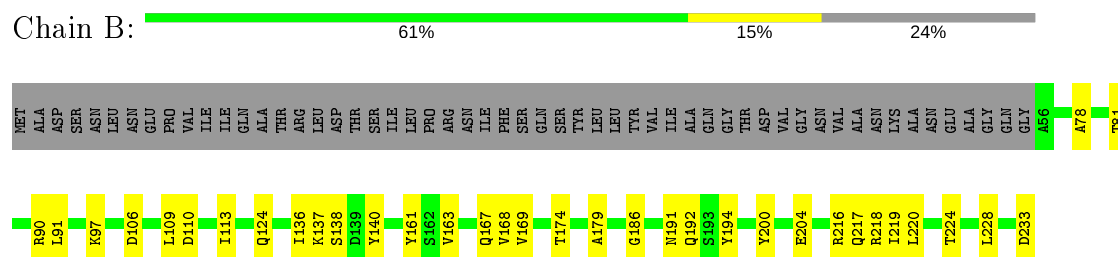 Chain B:
61% 15% 24%
MET ALA ASP SER ASN LEU ASN GLU PRO VAL ILE ILE GLN ALA THR ARG LEU ASP THR SER ILE LEU PRO ARG ASN ILE PHE SER GLN SER TYR LEU LEU TYR VAL ILE ALA GLN GLY THR ASP VAL GLY ASN VAL ALA ASN LYS ALA ASN GLU ALA GLY GLN GLY A56 A78 T81
R90 L91 K97 D106 L109 D110 I113 Q124 I136 K137 S138 D139 Y140 Y161 S162 V163 Q167 V168 V169 T174 A179 G186 N191 Q192 S193 Y194 Y200 E204 R216 Q217 R218 I219 L220 T224 L228 D233